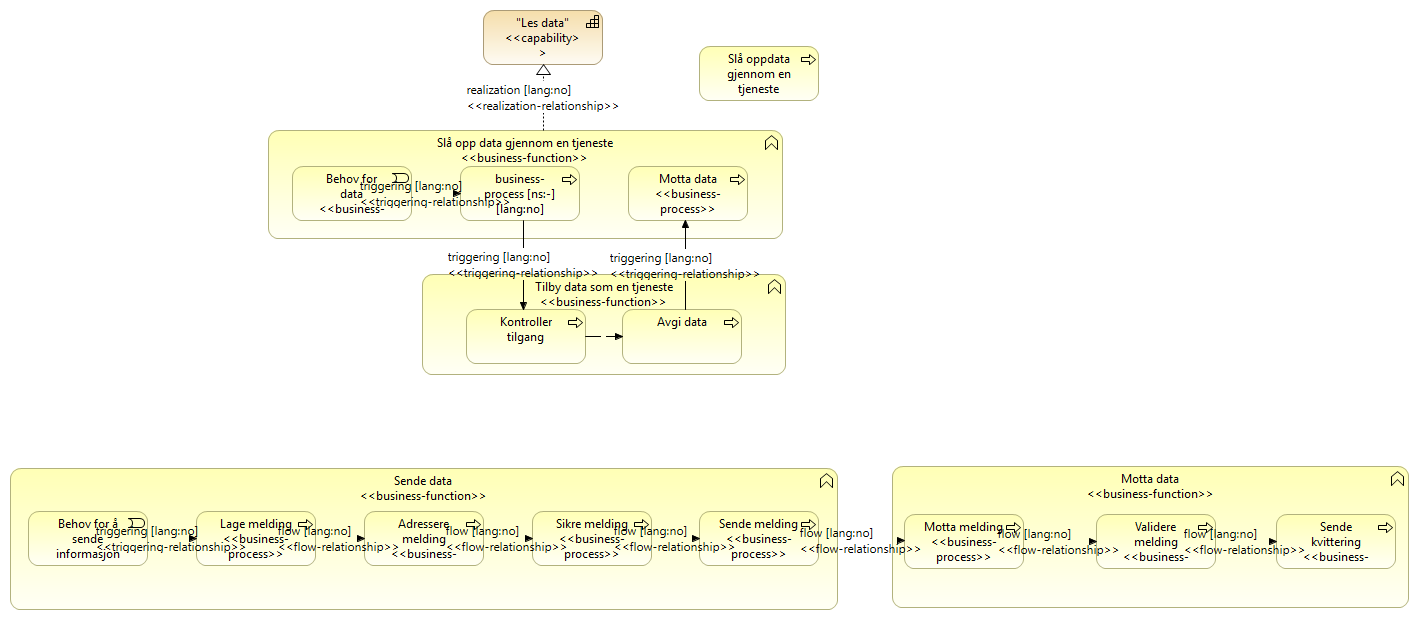 "Les data"
<<capability>
>
Slå oppdata
gjennom en
tjeneste
realization [lang:no]
<<realization-relationship>>
Slå opp data gjennom en tjeneste
<<business-function>>
Behov for
data
<<business-
triggering [lang:no]
<<triggering-relationship>>
business-
process [ns:-]
[lang:no]
Motta data
<<business-
process>>
triggering [lang:no]
<<triggering-relationship>>
triggering [lang:no]
<<triggering-relationship>>
Tilby data som en tjeneste
<<business-function>>
Kontroller
tilgang
Avgi data
Sende data
<<business-function>>
Behov for å
sende
informasjon
triggering [lang:no]
<<triggering-relationship>>
Lage melding
<<business-
process>>
flow [lang:no]
<<flow-relationship>>
Adressere
melding
<<business-
flow [lang:no]
<<flow-relationship>>
Sikre melding
<<business-
process>>
flow [lang:no]
<<flow-relationship>>
Sende melding
<<business-
process>>
flow [lang:no]
<<flow-relationship>>
Motta data
<<business-function>>
Motta melding
<<business-
process>>
flow [lang:no]
<<flow-relationship>>
Validere
melding
<<business-
flow [lang:no]
<<flow-relationship>>
Sende
kvittering
<<business-